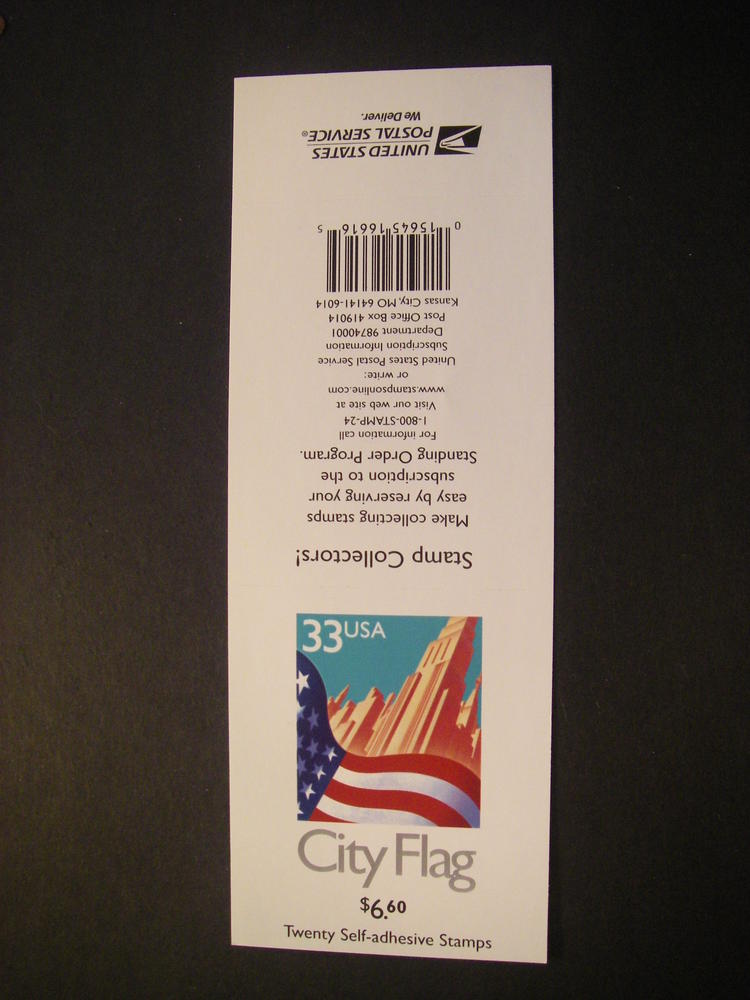 33USA
City Flag
$6.60
Twenty Self-adhesive Stamps
Stamp Collectors!
Make collecting stamps
easy by reserving your
subscription to the
Standing Order Program.
For information call
1-800-STAMP-24
Visit our web site at
www.stampsonline.com
or write:
United States Postal Service
Subscription Information
Department 98740001
Post Office Box 419014
Kansas City, MO 64141-6014
0 15645 16616 5
UNITED STATES
POSTAL SERVICE®
We Deliver.